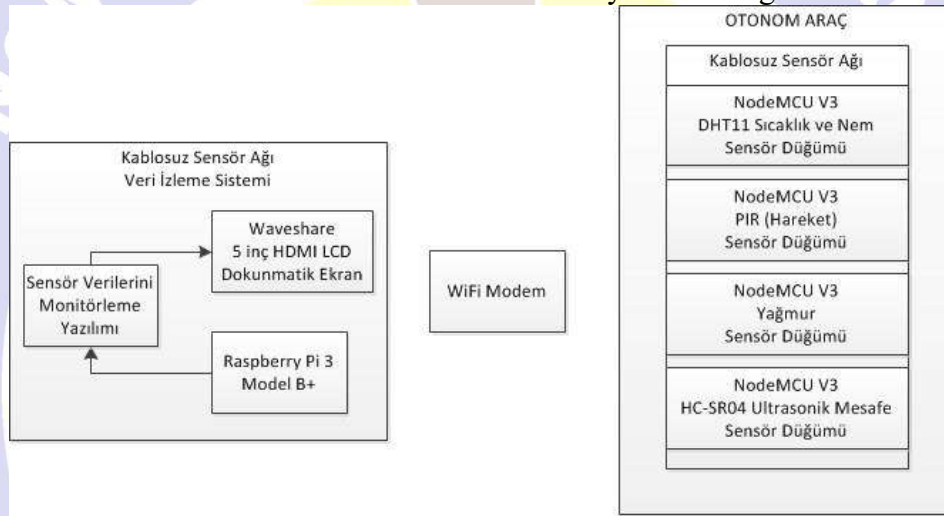 Kablosuz Sensör Ağı
Veri İzleme Sistemi
Waveshare
5 inç HDMI LCD
Dokunmatik Ekran
Sensör Verilerini
Monitörleme
Yazılımı
Raspberry Pi 3
Model B+
WiFi Modem
OTONOM ARAÇ
Kablosuz Sensör Ağı
NodeMCU V3
DHT11 Sıcaklık ve Nem
Sensör Düğümü
NodeMCU V3
PIR (Hareket)
Sensör Düğümü
NodeMCU V3
Yağmur
Sensör Düğümü
NodeMCU V3
HC-SR04 Ultrasonik Mesafe
Sensör Düğümü